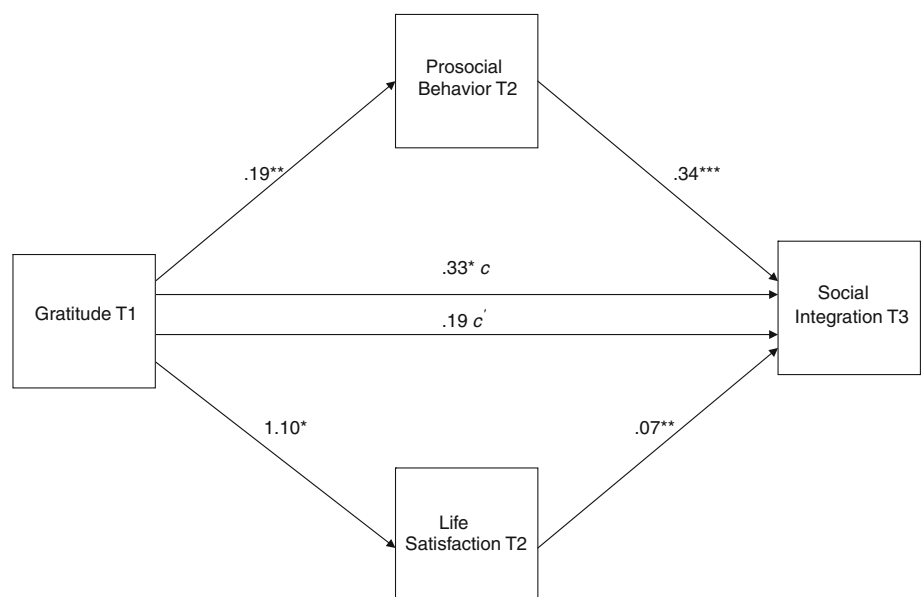 Prosocial
Behavior T2
.19**
.34***
.33* c
Gratitude T1
Social
Integration T3
.19 c'
1.10*
.07**
Life
Satisfaction T2